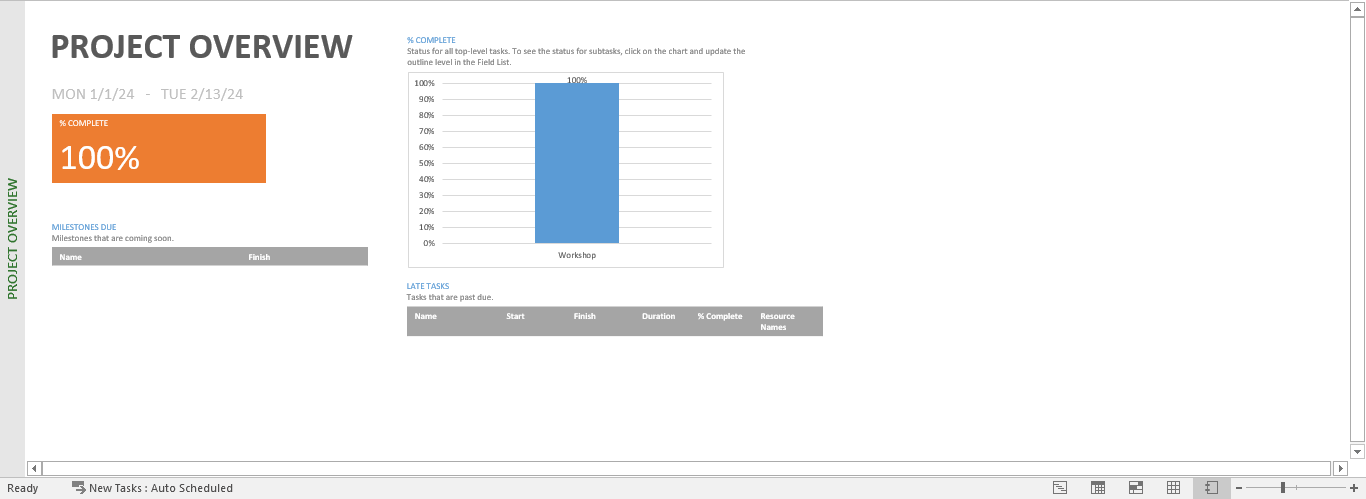 PROJECT OVERVIEW
PROJECT OVERVIEW
MON 1/1/24 - TUE 2/13/24
% COMPLETE
100%
MILESTONES DUE
Milestones that are coming soon.
Name Finish
% COMPLETE
Status for all top-level tasks. To see the status for subtasks, click on the chart and update the
outline level in the Field List.
100%
100%
90%
80%
70%
60%
50%
40%
30%
20%
10%
0%
Workshop
LATE TASKS
Tasks that are past due.
Name Start Finish Duration % Complete Resource
Names
Ready New Tasks : Auto Scheduled